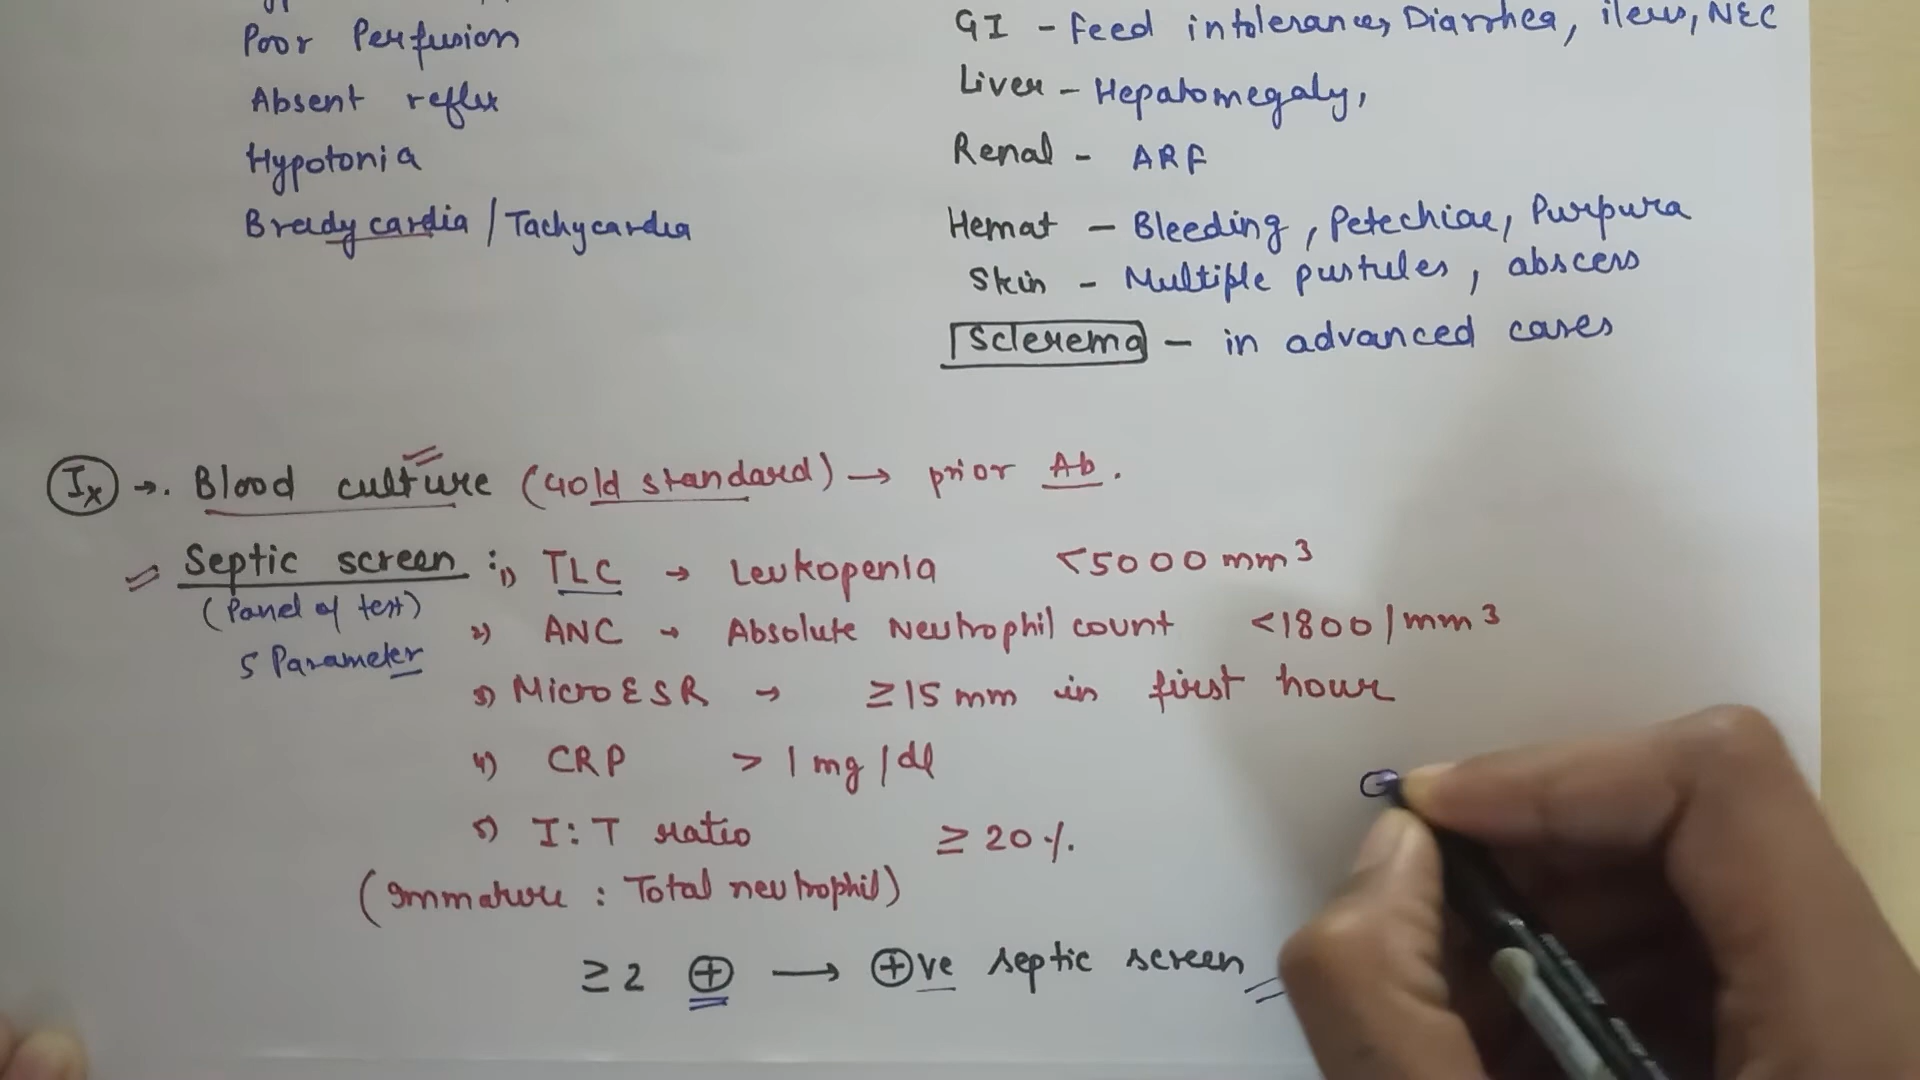 Poor Perfusion
Absent reflex
Hypotonia
Bradycardia / Tachycardia
GI - Feed intolerance, Diarrhea, ileus, NEC
Liver - Hepatomegaly,
Renal - ARF
Hemat - Bleeding, Petechiae, Purpura
Skin - Multiple pustules, abscess
Sclerema - in advanced cases
Ix → . Blood culture (Gold standard) → prior Ab.
Septic screen :
(Panel of test)
5 Parameter
1) TLC → Leukopenia <5000 mm3
2) ANC → Absolute Neutrophil count <1800/mm3
3) Micro ESR → ≥15 mm in first hour
4) CRP > 1 mg/dl
5) I:T ratio ≥ 20%.
(Immature : Total neutrophil)
≥2 ⊕ → ⊕ve septic screen